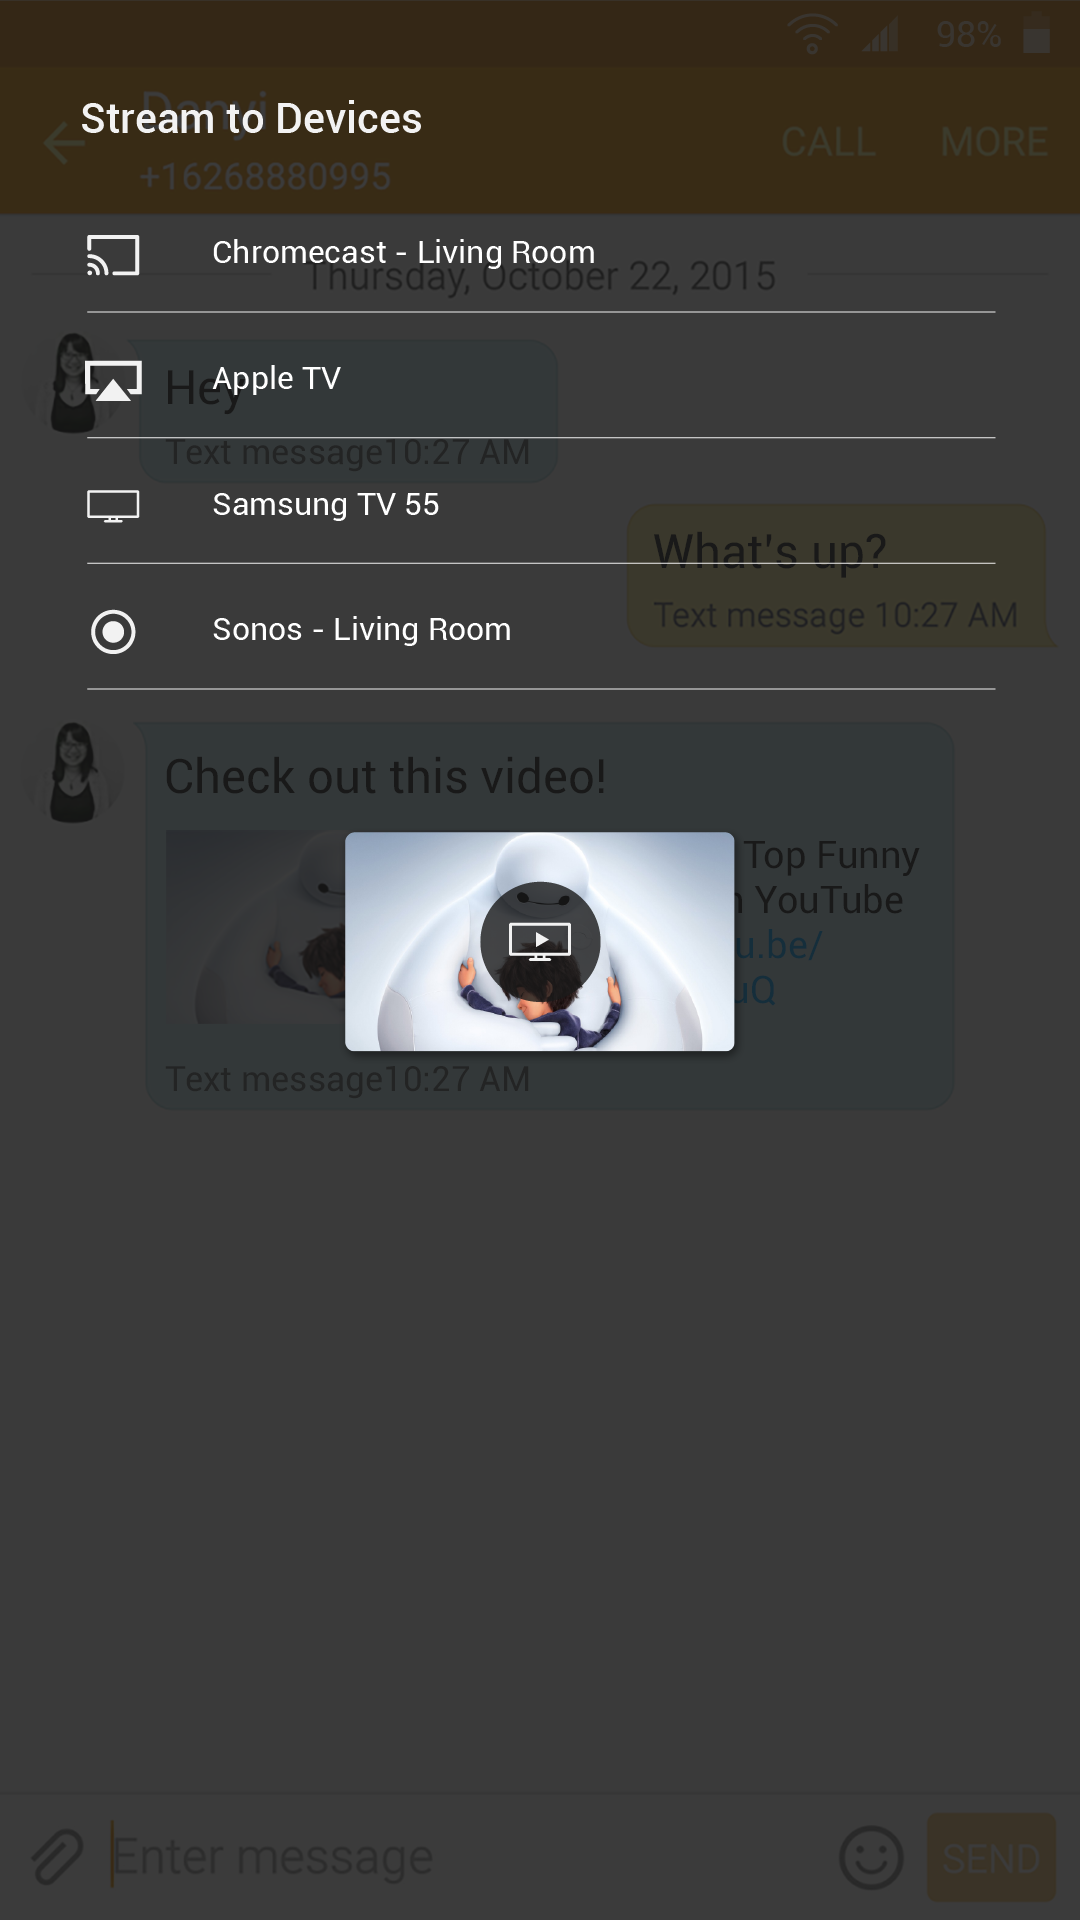 98%
Stream to Devices
Danyi
+16268880995
CALL
MORE
Chromecast - Living Room
Thursday, October 22, 2015
Apple TV
Hey
Text message10:27 AM
Samsung TV 55
What's up?
Text message 10:27 AM
Sonos - Living Room
Check out this video!
Top Funny
YouTube
u.be/
uQ
Text message10:27 AM
Enter message
SEND